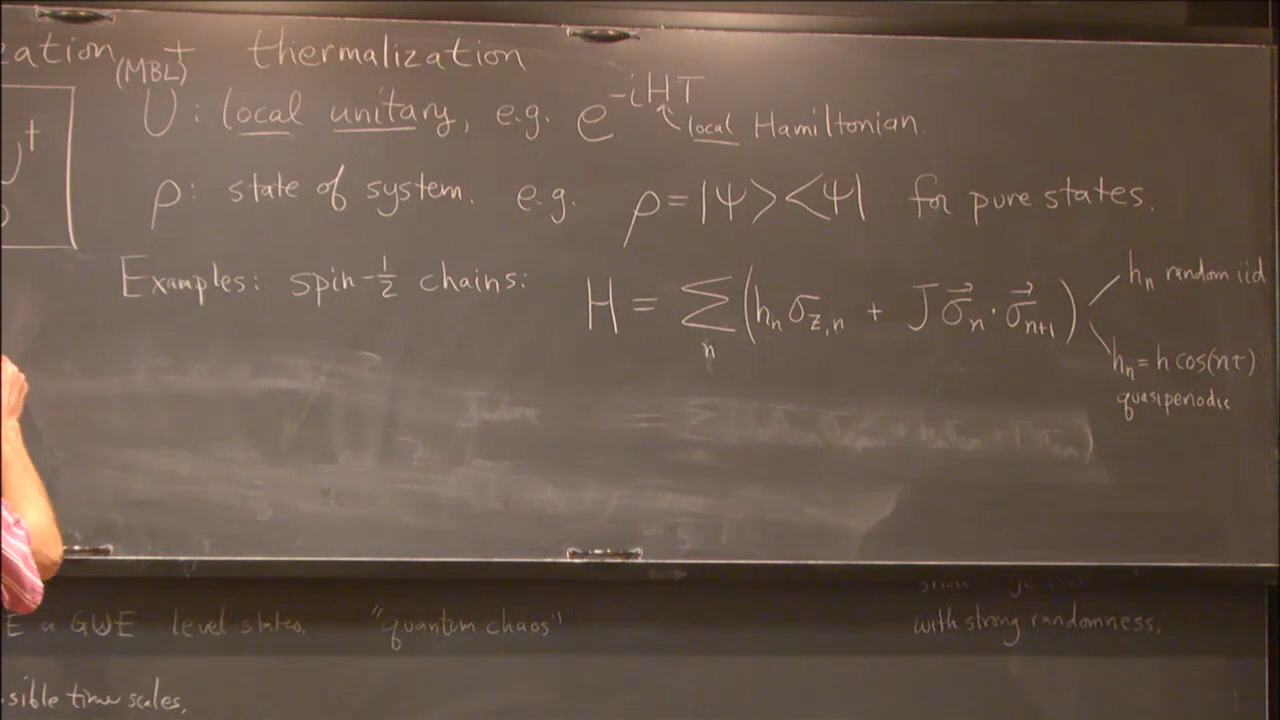 ation + thermalization
(MBL)
U†
U: local unitary, e.g. e^{-iHT}
local Hamiltonian.
ρ: state of system. e.g. ρ = |ψ><ψ| for pure states.
Examples: spin-1/2 chains: H = Σ_n (h_n σ_{z,n} + J σ⃗_n · σ⃗_{n+1})
h_n random iid
h_n = h cos(nτ)
quasiperiodic
E or GUE level states, "quantum chaos"
with strong randomness.
sible time scales,